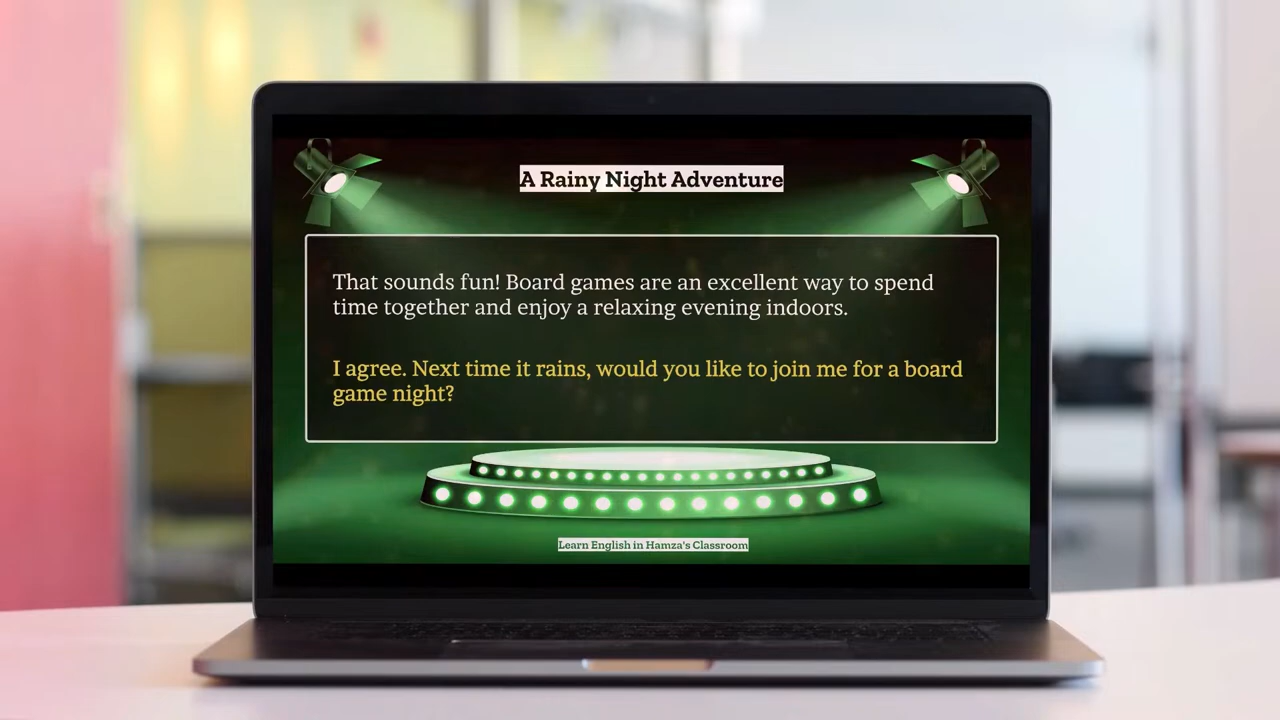 A Rainy Night Adventure
That sounds fun! Board games are an excellent way to spend
time together and enjoy a relaxing evening indoors.
I agree. Next time it rains, would you like to join me for a board
game night?
Learn English in Hamza's Classroom